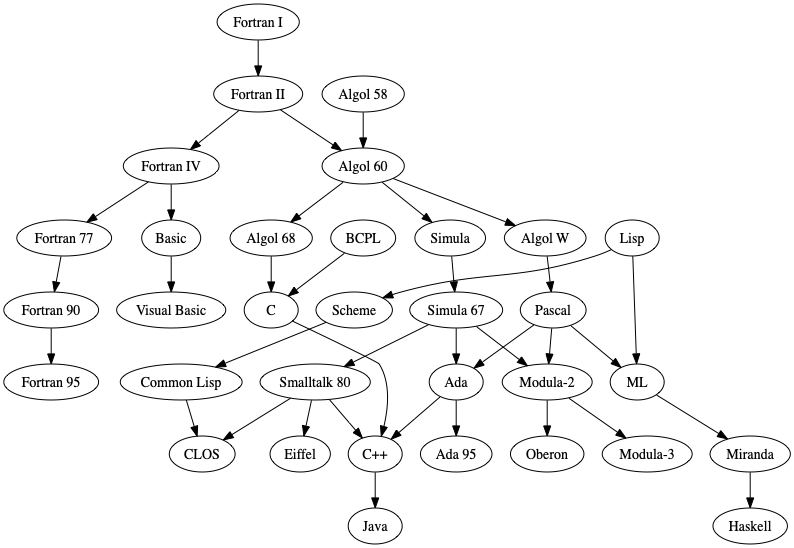 Fortran I
Fortran II
Algol 58
Fortran IV
Algol 60
Fortran 77
Basic
Algol 68
BCPL
Simula
Algol W
Lisp
Fortran 90
Visual Basic
C
Scheme
Simula 67
Pascal
Fortran 95
Common Lisp
Smalltalk 80
Ada
Modula-2
ML
CLOS
Eiffel
C++
Ada 95
Oberon
Modula-3
Miranda
Java
Haskell